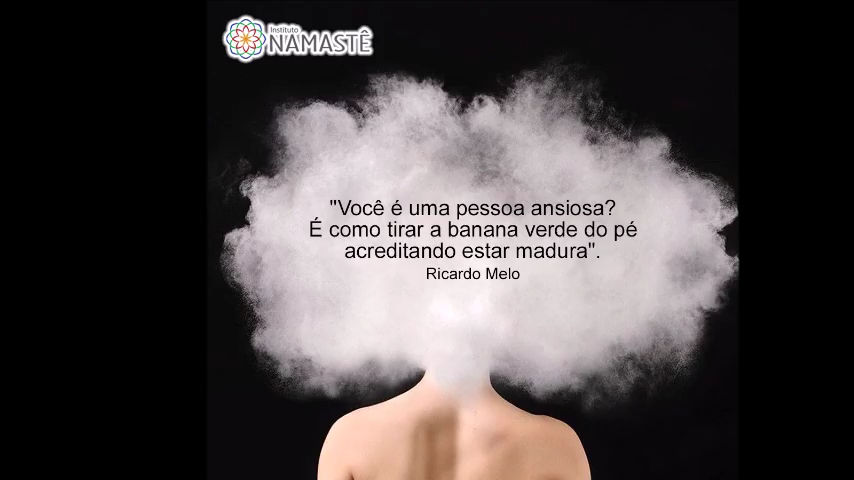 Instituto
NAMASTÊ
"Você é uma pessoa ansiosa?
É como tirar a banana verde do pé
acreditando estar madura".
Ricardo Melo